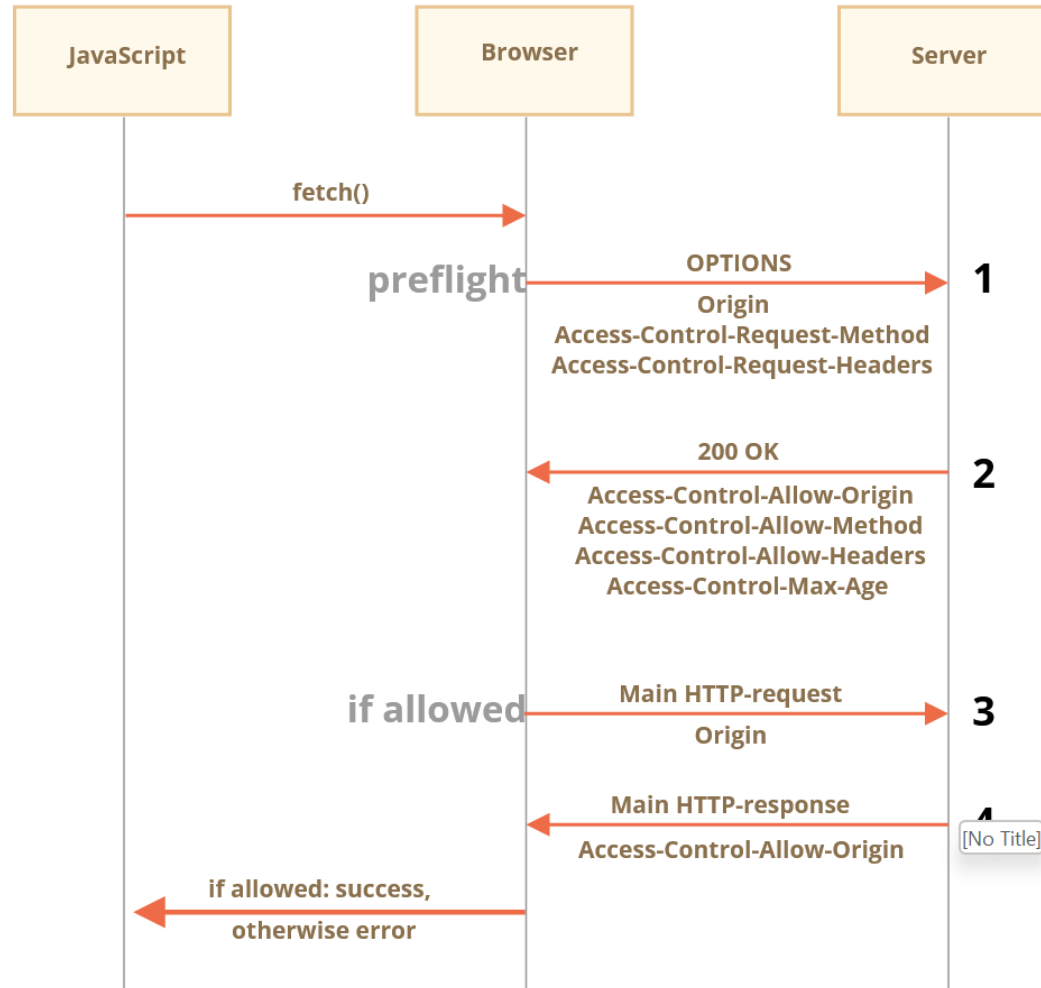 JavaScript
Browser
Server
fetch()
preflight
OPTIONS
1
Origin
Access-Control-Request-Method
Access-Control-Request-Headers
200 OK
2
Access-Control-Allow-Origin
Access-Control-Allow-Method
Access-Control-Allow-Headers
Access-Control-Max-Age
if allowed
Main HTTP-request
3
Origin
Main HTTP-response
4
[No Title]
Access-Control-Allow-Origin
if allowed: success,
otherwise error